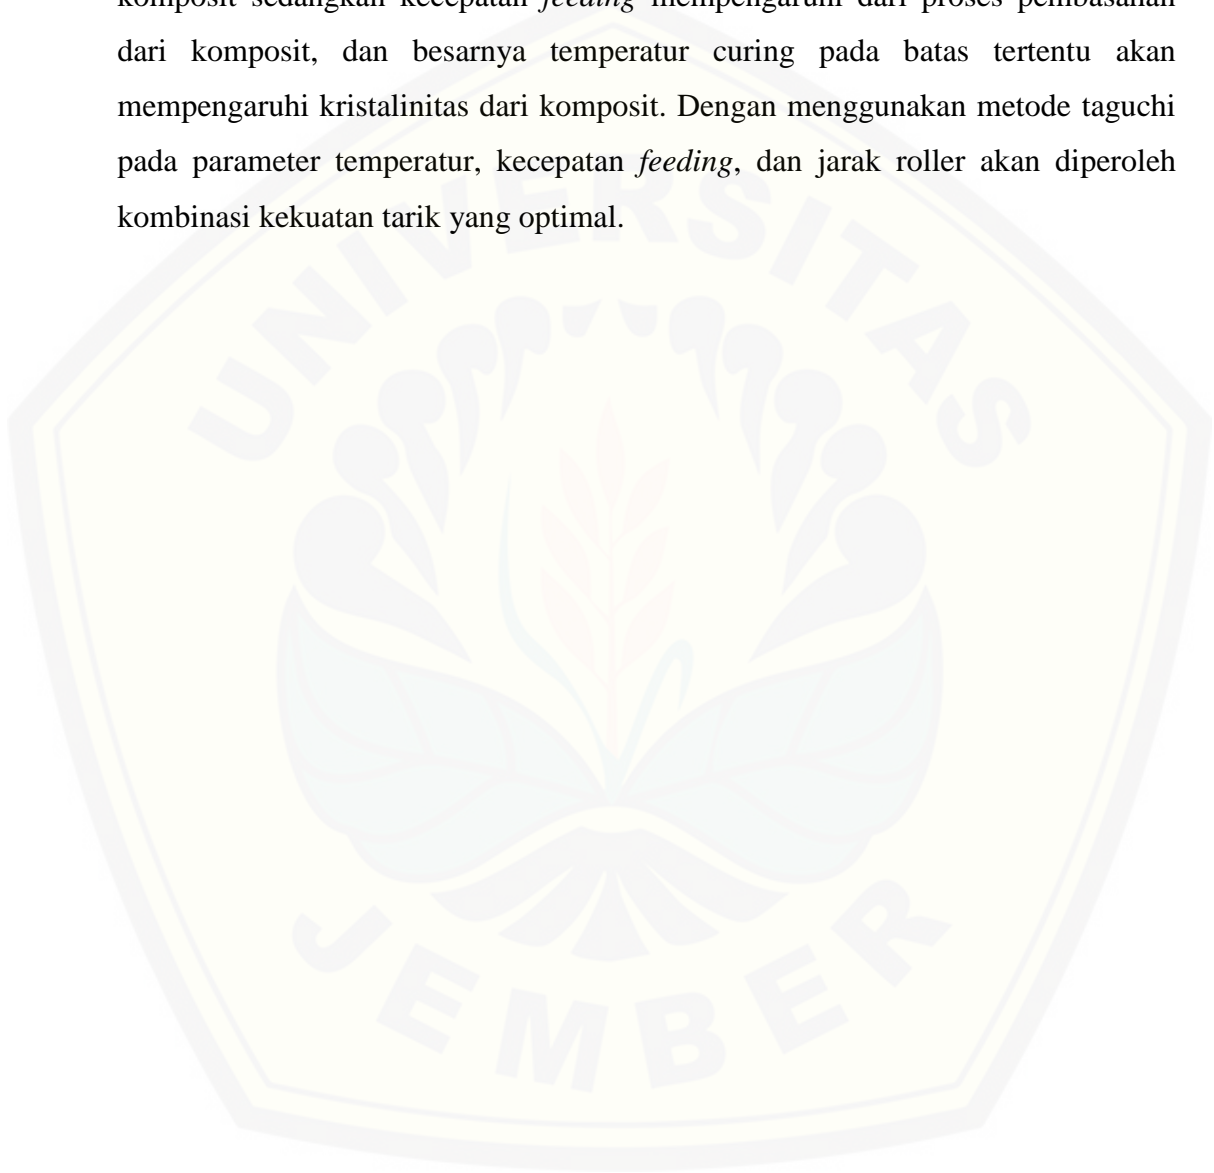 komposit sedangkan kecepatan feeding mempengaruhi dari proses pembasahan
dari komposit, dan besarnya temperatur curing pada batas tertentu akan
mempengaruhi kristalinitas dari komposit. Dengan menggunakan metode taguchi
pada parameter temperatur, kecepatan feeding, dan jarak roller akan diperoleh
kombinasi kekuatan tarik yang optimal.
UNIVERSITAS
JEMBER